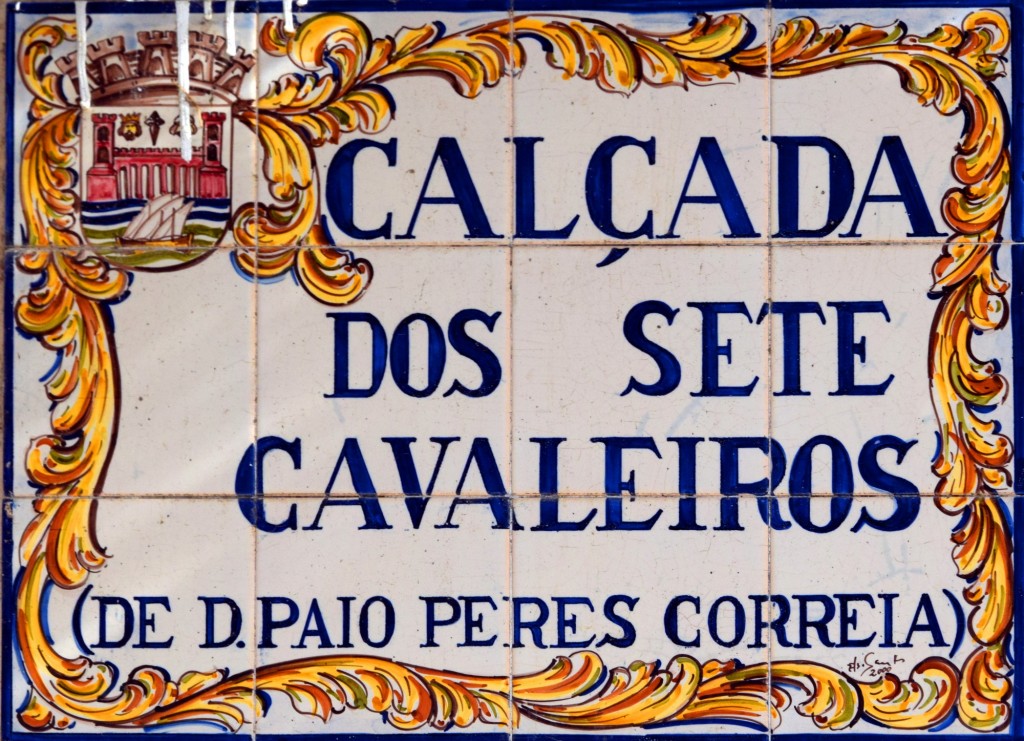 CALÇADA
DOS SETE
CAVALEIROS
(DE D. PAIO PERES CORREIA)